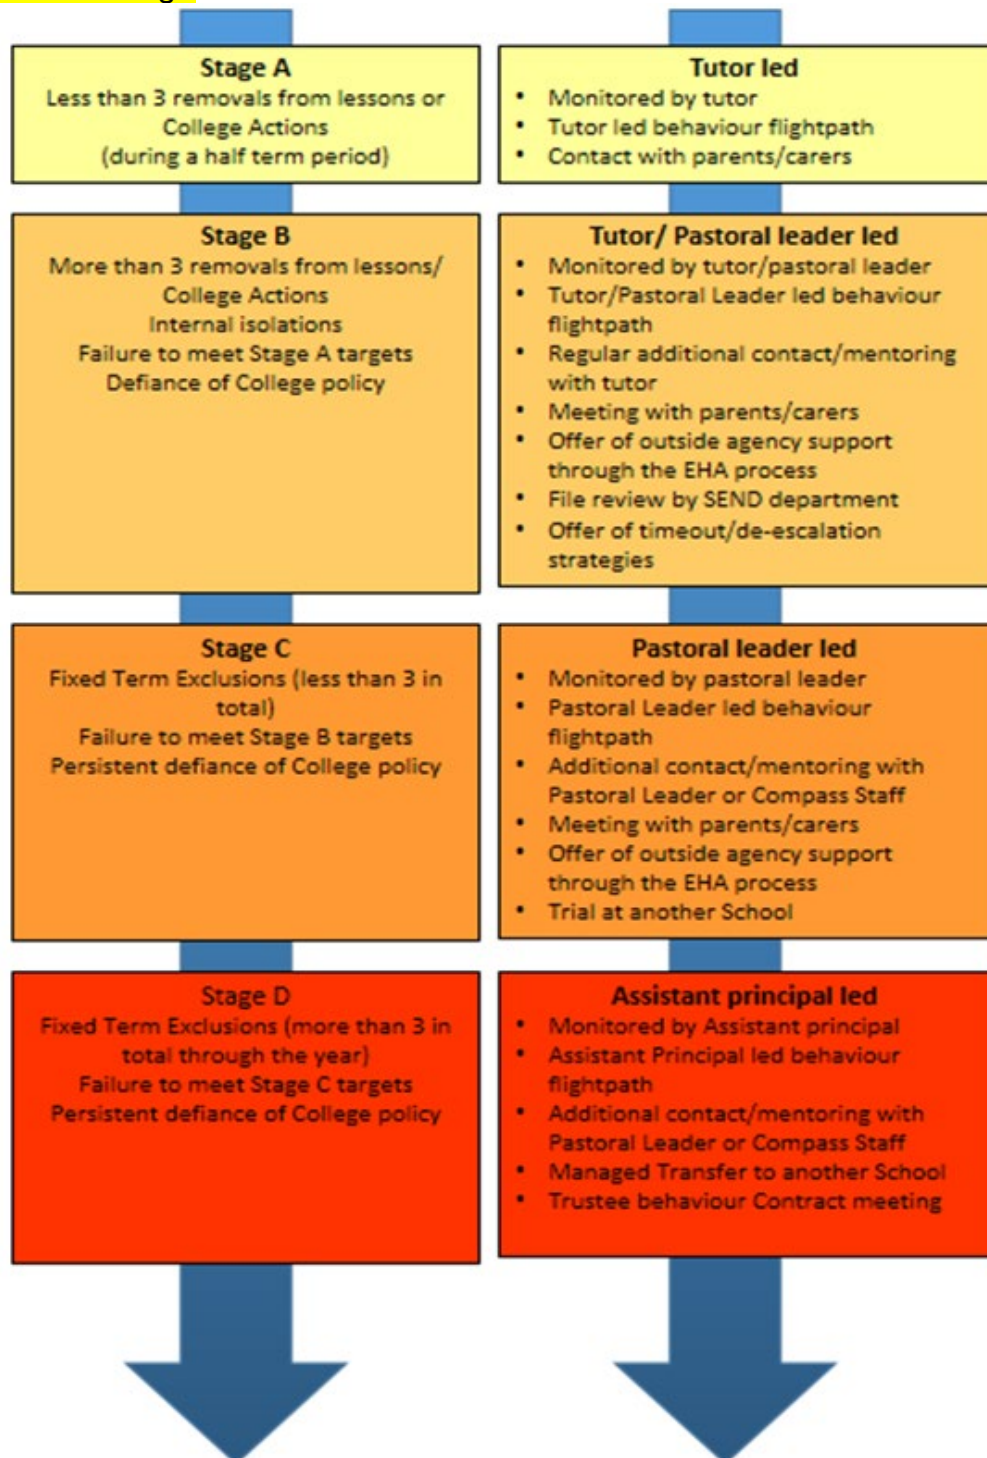 Stage A
Less than 3 removals from lessons or
College Actions
(during a half term period)
Tutor led
• Monitored by tutor
• Tutor led behaviour flightpath
• Contact with parents/carers
Stage B
More than 3 removals from lessons/
College Actions
Internal isolations
Failure to meet Stage A targets
Defiance of College policy
Tutor/ Pastoral leader led
• Monitored by tutor/pastoral leader
• Tutor/Pastoral Leader led behaviour
flightpath
• Regular additional contact/mentoring
with tutor
• Meeting with parents/carers
• Offer of outside agency support
through the EHA process
• File review by SEND department
• Offer of timeout/de-escalation
strategies
Stage C
Fixed Term Exclusions (less than 3 in
total)
Failure to meet Stage B targets
Persistent defiance of College policy
Pastoral leader led
• Monitored by pastoral leader
• Pastoral Leader led behaviour
flightpath
• Additional contact/mentoring with
Pastoral Leader or Compass Staff
• Meeting with parents/carers
• Offer of outside agency support
through the EHA process
• Trial at another School
Stage D
Fixed Term Exclusions (more than 3 in
total through the year)
Failure to meet Stage C targets
Persistent defiance of College policy
Assistant principal led
• Monitored by Assistant principal
• Assistant Principal led behaviour
flightpath
• Additional contact/mentoring with
Pastoral Leader or Compass Staff
• Managed Transfer to another School
• Trustee behaviour Contract meeting